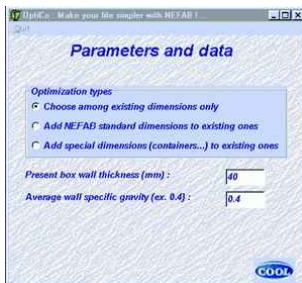 OptiCo : Make your life simpler with NEFAB !...
Quit
Parameters and data
Optimization types
Choose among existing dimensions only
Add NEFAB standard dimensions to existing ones
Add special dimensions (containers...) to existing ones
Present box wall thickness (mm) :
40
Average wall specific gravity (ex. 0.4) :
0.4
COOL